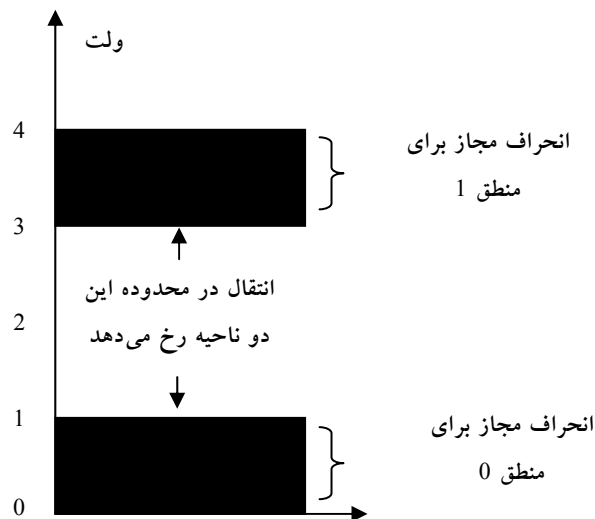 ولت
4
انحراف مجاز برای
منطق 1
3
انتقال در محدوده این
2
دو ناحیه رخ می‌دهد
1
انحراف مجاز برای
منطق 0
0